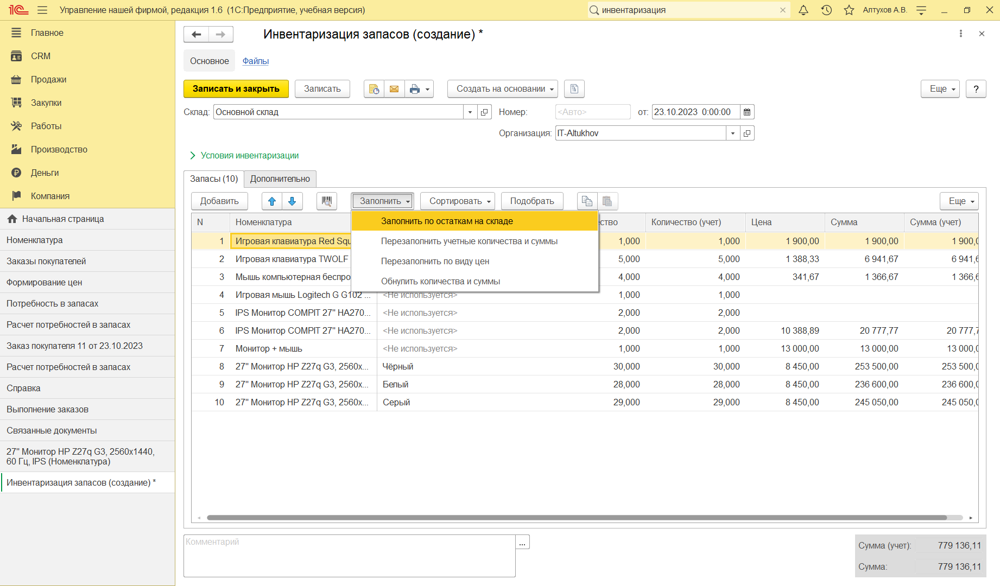 1С Управление нашей фирмой, редакция 1.6 (1С:Предприятие, учебная версия)
инвентаризация
Алтухов А.В.
Главное
CRM
Продажи
Закупки
Работы
Производство
Деньги
Компания
Начальная страница
Номенклатура
Заказы покупателей
Формирование цен
Потребность в запасах
Расчет потребностей в запасах
Заказ покупателя 11 от 23.10.2023
Расчет потребностей в запасах
Справка
Выполнение заказов
Связанные документы
27" Монитор HP Z27q G3, 2560x1440,
60 Гц, IPS (Номенклатура)
Инвентаризация запасов (создание) *
Инвентаризация запасов (создание) *
Основное Файлы
Записать и закрыть Записать Создать на основании Еще ?
Склад: Основной склад Номер: <Авто> от: 23.10.2023 0:00:00
Организация: IT-Altukhov
Условия инвентаризации
Запасы (10) Дополнительно
Добавить Заполнить Сортировать Подобрать Еще
Заполнить по остаткам на складе
Перезаполнить учетные количества и суммы
Перезаполнить по виду цен
Обнулить количества и суммы
N Номенклатура ество Количество (учет) Цена Сумма Сумма (учет)
1 Игровая клавиатура Red Squ 1,000 1,000 1 900,00 1 900,00 1 900,0
2 Игровая клавиатура TWOLF 5,000 5,000 1 388,33 6 941,67 6 941,6
3 Мышь компьютерная беспро 4,000 4,000 341,67 1 366,67 1 366,6
4 Игровая мышь Logitech G G102 ... <Не используется> 1,000 1,000
5 IPS Монитор COMPIT 27" HA270... <Не используется> 2,000 2,000
6 IPS Монитор COMPIT 27" HA270... <Не используется> 2,000 2,000 10 388,89 20 777,77 20 777,7
7 Монитор + мышь <Не используется> 1,000 1,000 13 000,00 13 000,00 13 000,0
8 27" Монитор HP Z27q G3, 2560x... Чёрный 30,000 30,000 8 450,00 253 500,00 253 500,0
9 27" Монитор HP Z27q G3, 2560x... Белый 28,000 28,000 8 450,00 236 600,00 236 600,0
10 27" Монитор HP Z27q G3, 2560x... Серый 29,000 29,000 8 450,00 245 050,00 245 050,0
Комментарий ...
Сумма (учет): 779 136,11
Сумма: 779 136,11